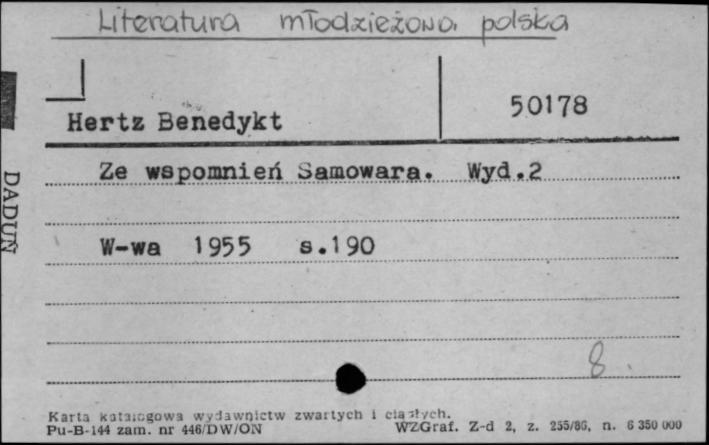 Literatura młodzieżowa polska
50178
Hertz Benedykt
Ze wspomnień Samowara. Wyd.2
W-wa 1955 s.190
8.
Karta katalogowa wydawnictw zwartych i ciągłych.
Pu-B-144 zam. nr 446/DW/ON WZGraf. Z-d 2, z. 255/86, n. 6 350 000
DADUŃ